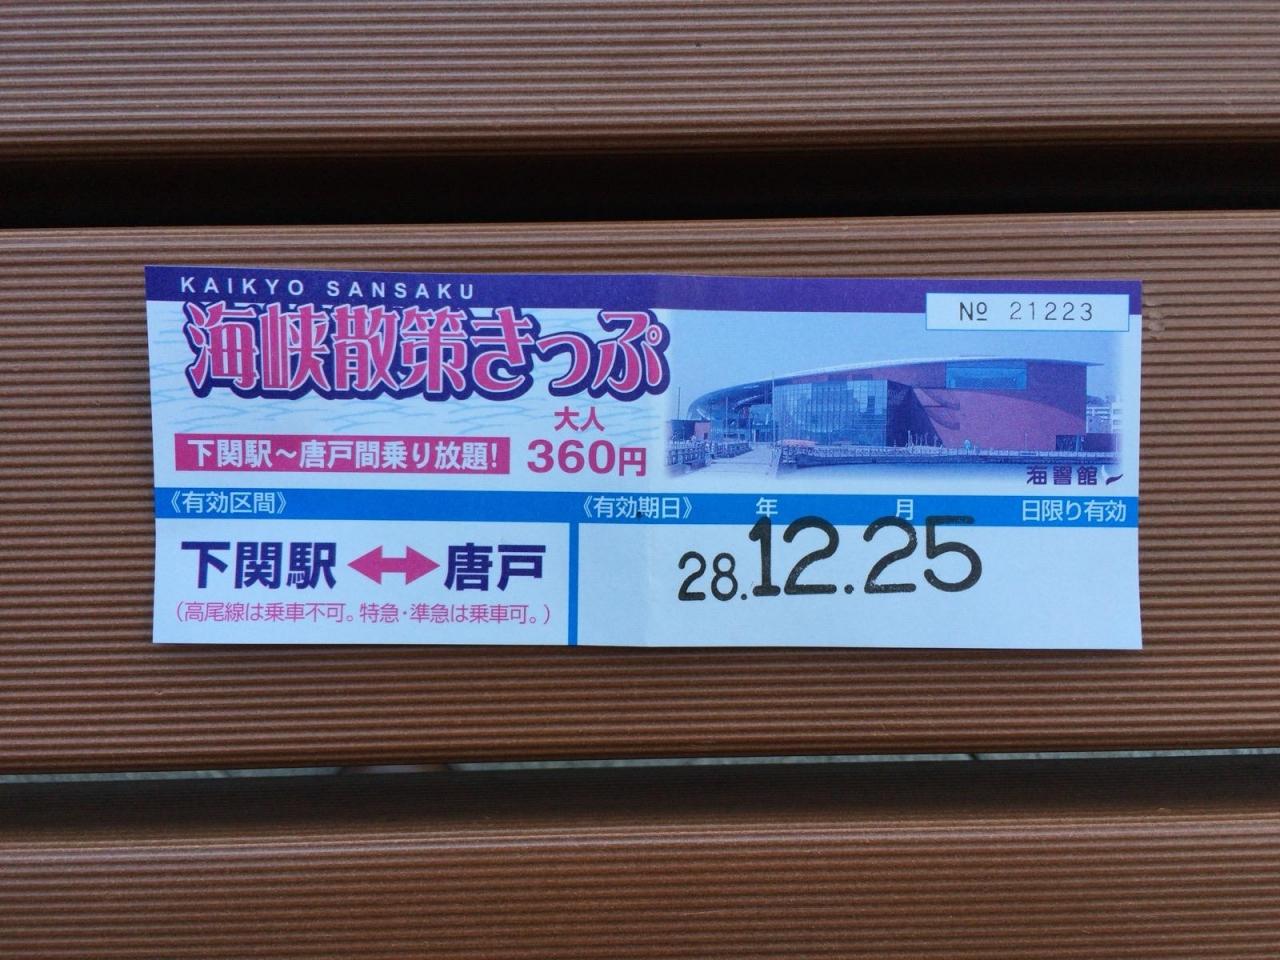 KAIKYO SANSAKU
海峡散策きっぷ
№ 21223
大人
下関駅～唐戸間乗り放題! 360円
海響館
《有効区間》
《有効期日》 年 月 日限り有効
下関駅↔唐戸
28.12.25
(高尾線は乗車不可。特急・準急は乗車可。)